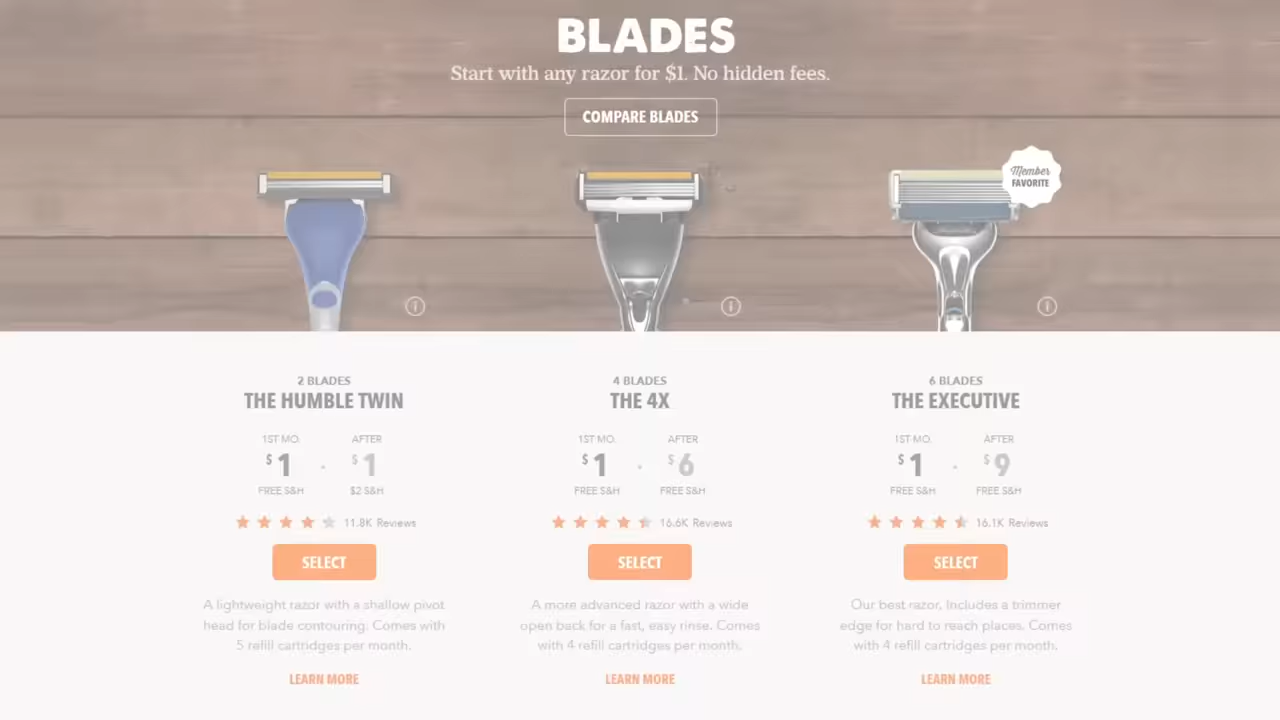 BLADES
Start with any razor for $1. No hidden fees.
COMPARE BLADES
Member
FAVORITE
2 BLADES
THE HUMBLE TWIN
1ST MO.
AFTER
$1
$1
FREE S&H
$2 S&H
11.8K Reviews
SELECT
A lightweight razor with a shallow pivot
head for blade contouring. Comes with
5 refill cartridges per month.
LEARN MORE
4 BLADES
THE 4X
1ST MO.
AFTER
$1
$6
FREE S&H
FREE S&H
16.6K Reviews
SELECT
A more advanced razor with a wide
open back for a fast, easy rinse. Comes
with 4 refill cartridges per month.
LEARN MORE
6 BLADES
THE EXECUTIVE
1ST MO.
AFTER
$1
$9
FREE S&H
FREE S&H
16.1K Reviews
SELECT
Our best razor. Includes a trimmer
edge for hard to reach places. Comes
with 4 refill cartridges per month.
LEARN MORE